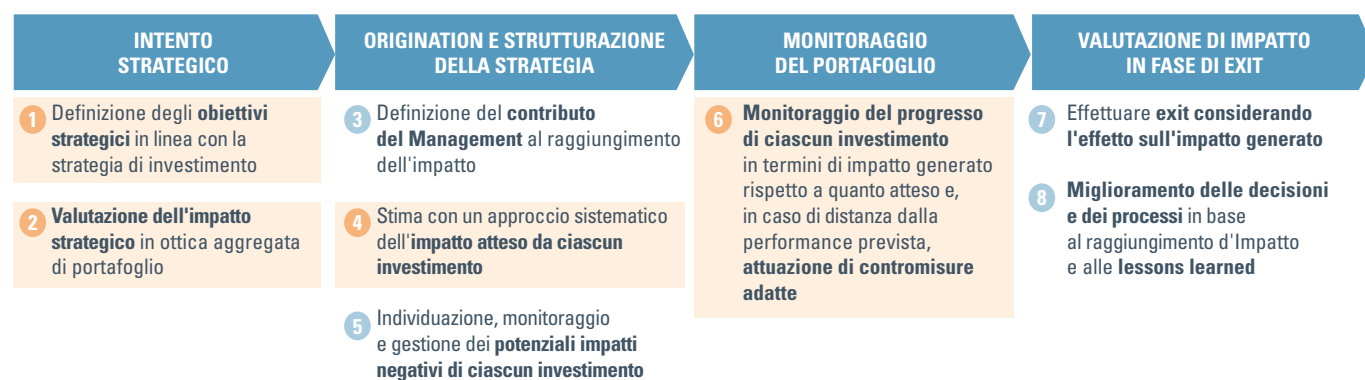 INTENTO
STRATEGICO
1 Definizione degli obiettivi
strategici in linea con la
strategia di investimento
2 Valutazione dell'impatto
strategico in ottica aggregata
di portafoglio
ORIGINATION E STRUTTURAZIONE
DELLA STRATEGIA
3 Definizione del contributo
del Management al raggiungimento
dell'impatto
4 Stima con un approccio sistematico
dell'impatto atteso da ciascun
investimento
5 Individuazione, monitoraggio
e gestione dei potenziali impatti
negativi di ciascun investimento
MONITORAGGIO
DEL PORTAFOGLIO
6 Monitoraggio del progresso
di ciascun investimento
in termini di impatto generato
rispetto a quanto atteso e,
in caso di distanza dalla
performance prevista,
attuazione di contromisure
adatte
VALUTAZIONE DI IMPATTO
IN FASE DI EXIT
7 Effettuare exit considerando
l'effetto sull'impatto generato
8 Miglioramento delle decisioni
e dei processi in base
al raggiungimento d'Impatto
e alle lessons learned